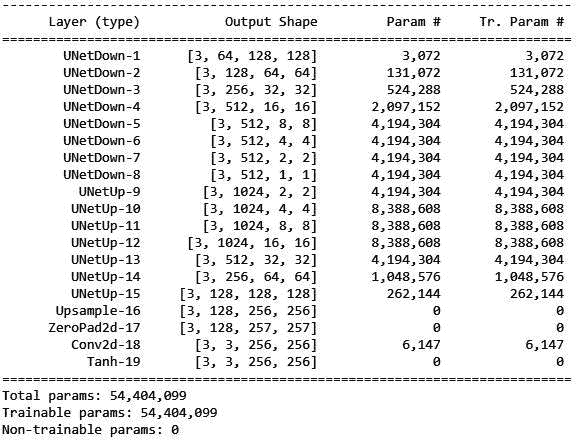 Layer (type) Output Shape Param # Tr. Param #
UNetDown-1 [3, 64, 128, 128] 3,072 3,072
UNetDown-2 [3, 128, 64, 64] 131,072 131,072
UNetDown-3 [3, 256, 32, 32] 524,288 524,288
UNetDown-4 [3, 512, 16, 16] 2,097,152 2,097,152
UNetDown-5 [3, 512, 8, 8] 4,194,304 4,194,304
UNetDown-6 [3, 512, 4, 4] 4,194,304 4,194,304
UNetDown-7 [3, 512, 2, 2] 4,194,304 4,194,304
UNetDown-8 [3, 512, 1, 1] 4,194,304 4,194,304
UNetUp-9 [3, 1024, 2, 2] 4,194,304 4,194,304
UNetUp-10 [3, 1024, 4, 4] 8,388,608 8,388,608
UNetUp-11 [3, 1024, 8, 8] 8,388,608 8,388,608
UNetUp-12 [3, 1024, 16, 16] 8,388,608 8,388,608
UNetUp-13 [3, 512, 32, 32] 4,194,304 4,194,304
UNetUp-14 [3, 256, 64, 64] 1,048,576 1,048,576
UNetUp-15 [3, 128, 128, 128] 262,144 262,144
Upsample-16 [3, 128, 256, 256] 0 0
ZeroPad2d-17 [3, 128, 257, 257] 0 0
Conv2d-18 [3, 3, 256, 256] 6,147 6,147
Tanh-19 [3, 3, 256, 256] 0 0
Total params: 54,404,099
Trainable params: 54,404,099
Non-trainable params: 0